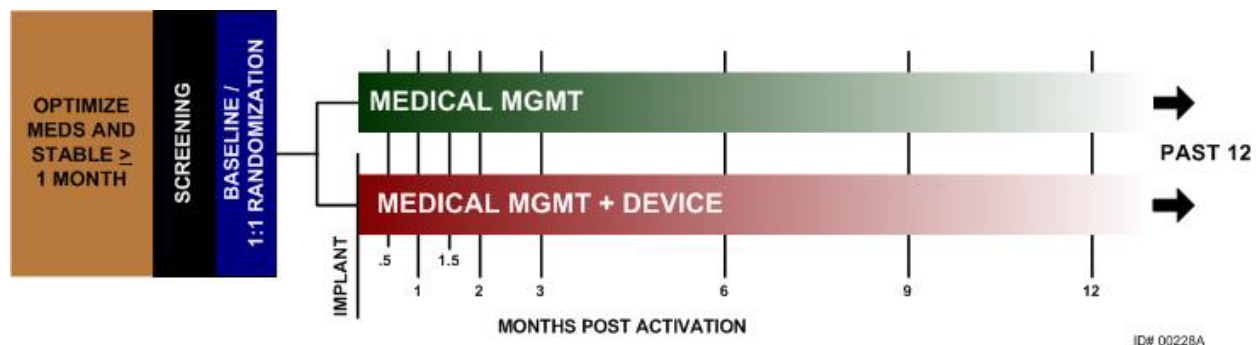 OPTIMIZE
MEDS AND
STABLE ≥
1 MONTH
SCREENING
BASELINE /
1:1 RANDOMIZATION
MEDICAL MGMT
MEDICAL MGMT + DEVICE
PAST 12
IMPLANT
.5
1.5
1
2
3
6
9
12
MONTHS POST ACTIVATION
ID# 00228A